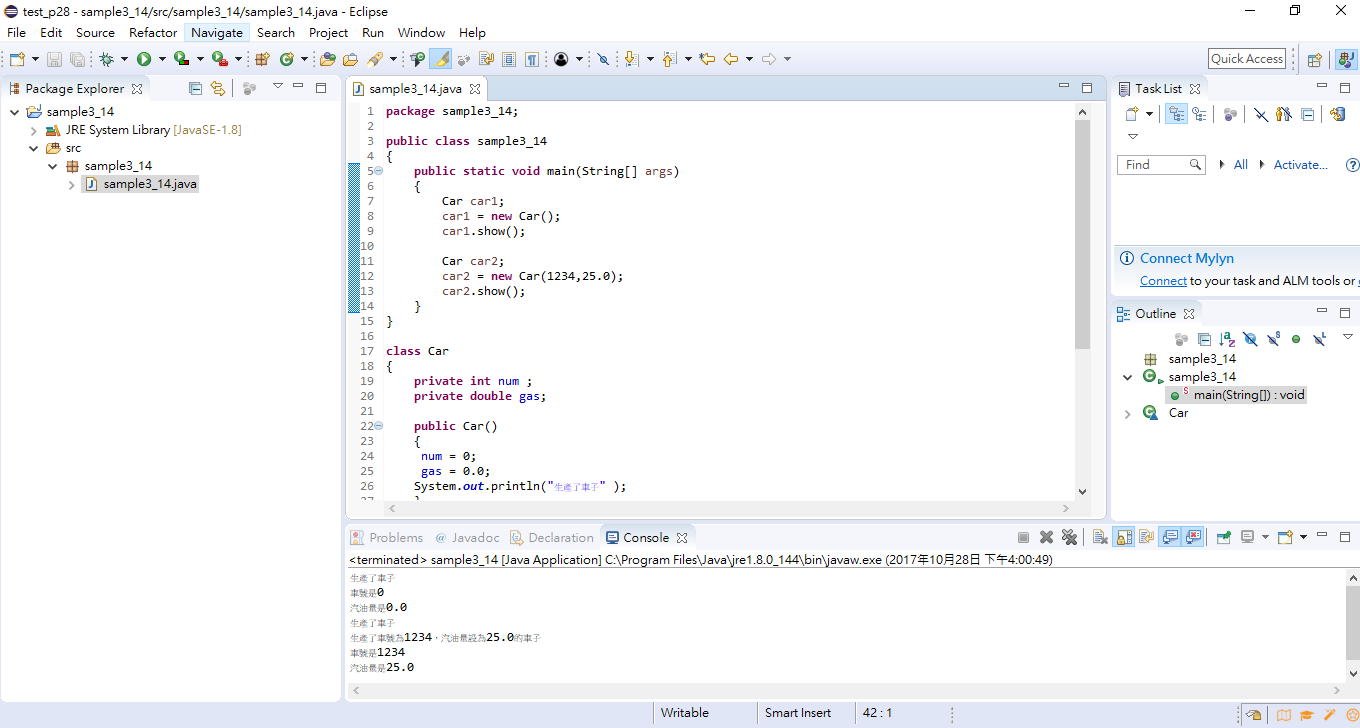 test_p28 - sample3_14/src/sample3_14/sample3_14.java - Eclipse
File Edit Source Refactor Navigate Search Project Run Window Help
Quick Access
Package Explorer
sample3_14
JRE System Library [JavaSE-1.8]
src
sample3_14
sample3_14.java
sample3_14.java
1 package sample3_14;
2
3 public class sample3_14
4 {
5 public static void main(String[] args)
6 {
7 Car car1;
8 car1 = new Car();
9 car1.show();
10
11 Car car2;
12 car2 = new Car(1234,25.0);
13 car2.show();
14 }
15 }
16
17 class Car
18 {
19 private int num ;
20 private double gas;
21
22 public Car()
23 {
24 num = 0;
25 gas = 0.0;
26 System.out.println("生產了車子" );
Task List
Find All Activate...
Connect Mylyn
Connect to your task and ALM tools or
Outline
sample3_14
sample3_14
main(String[]) : void
Car
Problems @ Javadoc Declaration Console
<terminated> sample3_14 [Java Application] C:\Program Files\Java\jre1.8.0_144\bin\javaw.exe (2017年10月28日 下午4:00:49)
生產了車子
車號是0
汽油量是0.0
生產了車子
生產了車號為1234，汽油量設為25.0的車子
車號是1234
汽油量是25.0
Writable Smart Insert 42 : 1